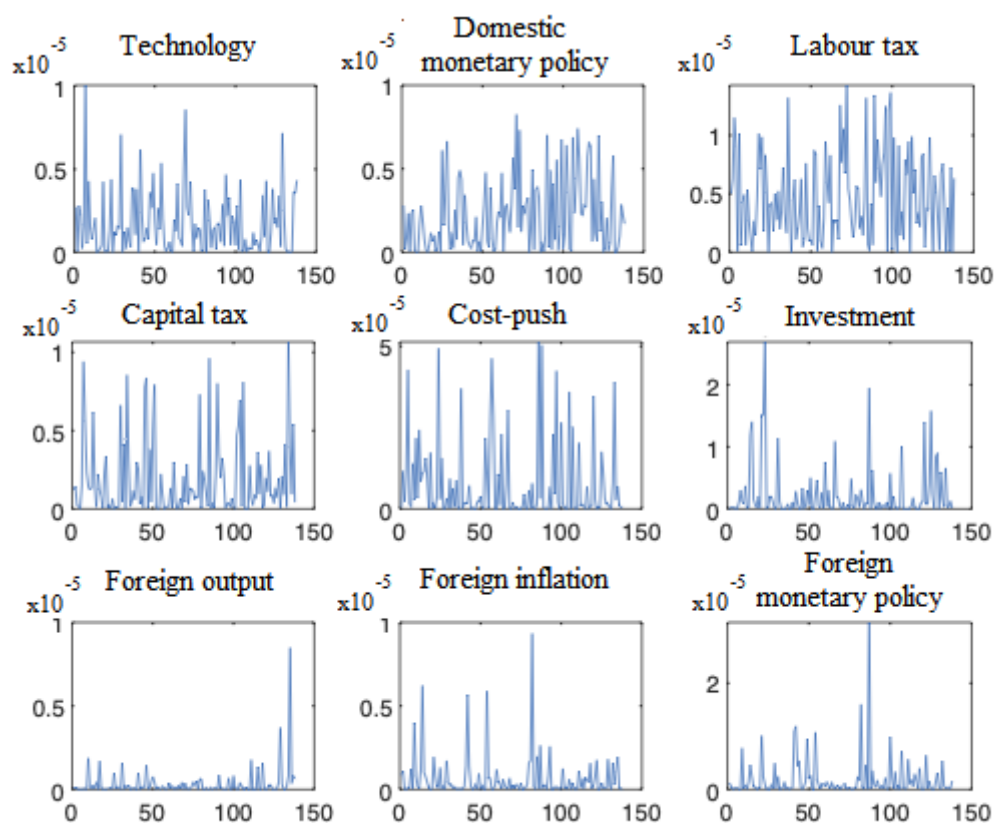 Technology
x10 -5
1
0.5
0
0 50 100 150
Domestic
monetary policy
x10 -5
1
0.5
0
0 50 100 150
Labour tax
x10 -5
1
0.5
0
0 50 100 150
Capital tax
x10 -5
1
0.5
0
0 50 100 150
Cost-push
x10 -5
5
0
0 50 100 150
Investment
x10 -5
2
1
0
0 50 100 150
Foreign output
x10 -5
1
0.5
0
0 50 100 150
Foreign inflation
x10 -5
1
0.5
0
0 50 100 150
Foreign
monetary policy
x10 -5
2
0
0 50 100 150